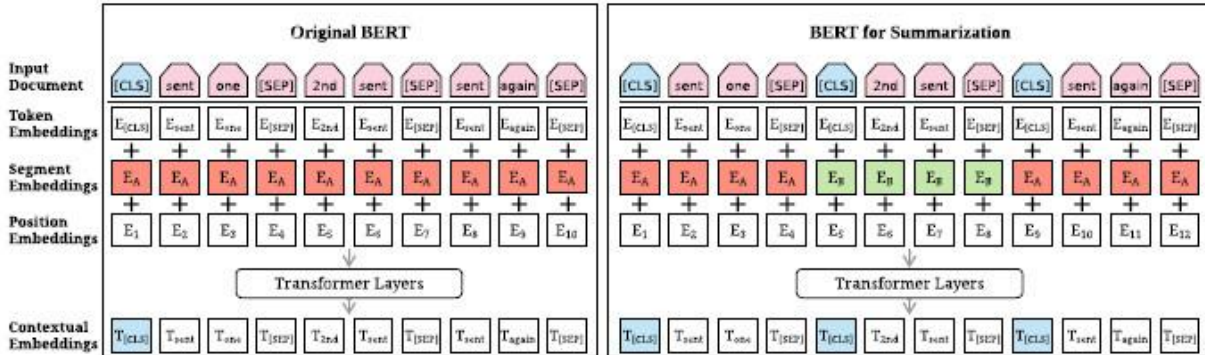 Original BERT
BERT for Summarization
Input Document
[CLS] sent one [SEP] 2nd sent [SEP] sent again [SEP]
[CLS] sent one [SEP] [CLS] 2nd sent [SEP] [CLS] sent again [SEP]
Token Embeddings
E[CLS] Esent Eone E[SEP] E2nd Esent E[SEP] Esent Eagain E[SEP]
E[CLS] Esent Eone E[SEP] E[CLS] E2nd Esent E[SEP] E[CLS] Esent Eagain E[SEP]
+ + + + + + + + + +
+ + + + + + + + + + + +
Segment Embeddings
EA EA EA EA EA EA EA EA EA EA
EA EA EA EA EB EB EB EB EA EA EA EA
+ + + + + + + + + +
+ + + + + + + + + + + +
Position Embeddings
E1 E2 E3 E4 E5 E6 E7 E8 E9 E10
E1 E2 E3 E4 E5 E6 E7 E8 E9 E10 E11 E12
Transformer Layers
Transformer Layers
Contextual Embeddings
T[CLS] Tsent Tone T[SEP] T2nd Tsent T[SEP] Tsent Tagain T[SEP]
T[CLS] Tsent Tone T[SEP] T[CLS] T2nd Tsent T[SEP] T[CLS] Tsent Tagain T[SEP]